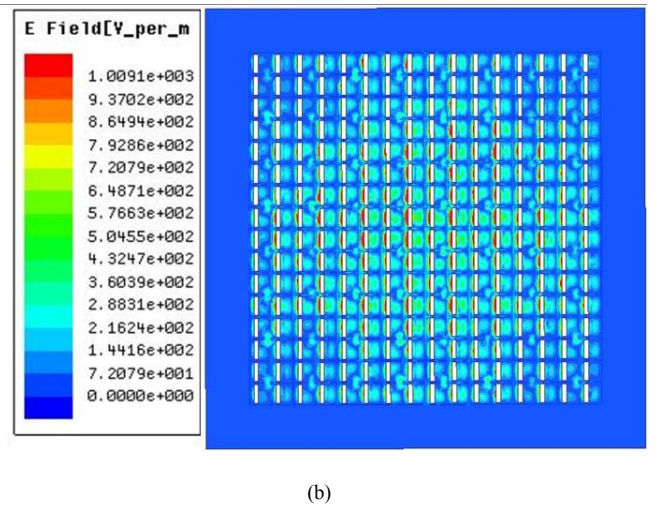 E Field[V_per_m
1.0091e+003
9.3702e+002
8.6494e+002
7.9286e+002
7.2079e+002
6.4871e+002
5.7663e+002
5.0455e+002
4.3247e+002
3.6039e+002
2.8831e+002
2.1624e+002
1.4416e+002
7.2079e+001
0.0000e+000
(b)